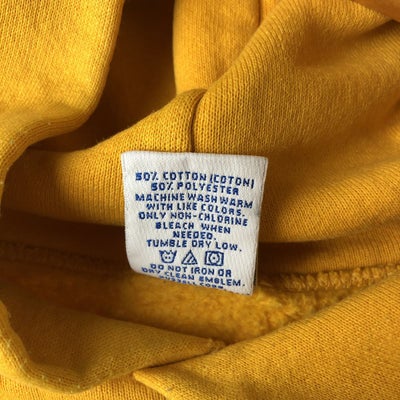 50% COTTON (COTON)
50% POLYESTER
MACHINE WASH WARM
WITH LIKE COLORS.
ONLY NON-CHLORINE
BLEACH WHEN
NEEDED.
TUMBLE DRY LOW.
DO NOT IRON OR
DRY CLEAN EMBLEM.